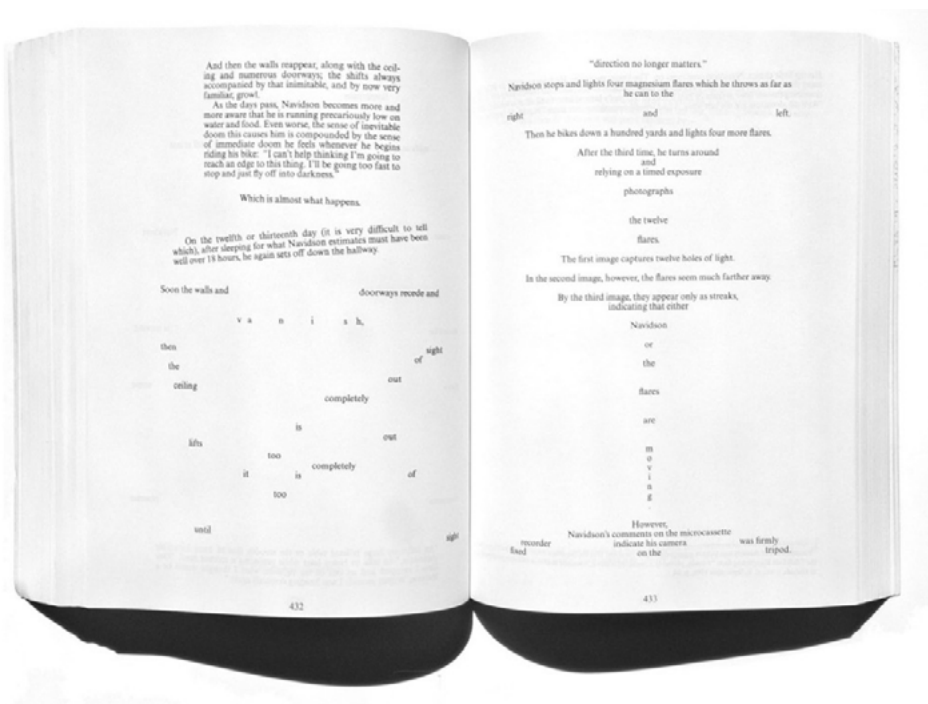 And then the walls reappear, along with the ceil-
ing and numerous doorways; the shifts always
accompanied by that inimitable, and by now very
familiar, growl.
As the days pass, Navidson becomes more and
more aware that he is running precariously low on
water and food. Even worse, the sense of inevitable
doom this causes him is compounded by the sense
of immediate doom he feels whenever he begins
riding his bike: "I can't help thinking I'm going to
reach an edge to this thing. I'll be going too fast to
stop and just fly off into darkness."
Which is almost what happens.
On the twelfth or thirteenth day (it is very difficult to tell
which), after sleeping for what Navidson estimates must have been
well over 18 hours, he again sets off down the hallway.
Soon the walls and doorways recede and
v a n i s h,
then
sight
of
the
out
ceiling
completely
is
out
lifts
too
completely
it is of
too
until
sight
432
"direction no longer matters."
Navidson stops and lights four magnesium flares which he throws as far as
he can to the
right and left.
Then he bikes down a hundred yards and lights four more flares.
After the third time, he turns around
and
relying on a timed exposure
photographs
the twelve
flares.
The first image captures twelve holes of light.
In the second image, however, the flares seem much farther away.
By the third image, they appear only as streaks,
indicating that either
Navidson
or
the
flares
are
m
o
v
i
n
g
.
However,
Navidson's comments on the microcassette
recorder indicate his camera was firmly
fixed on the tripod.
433